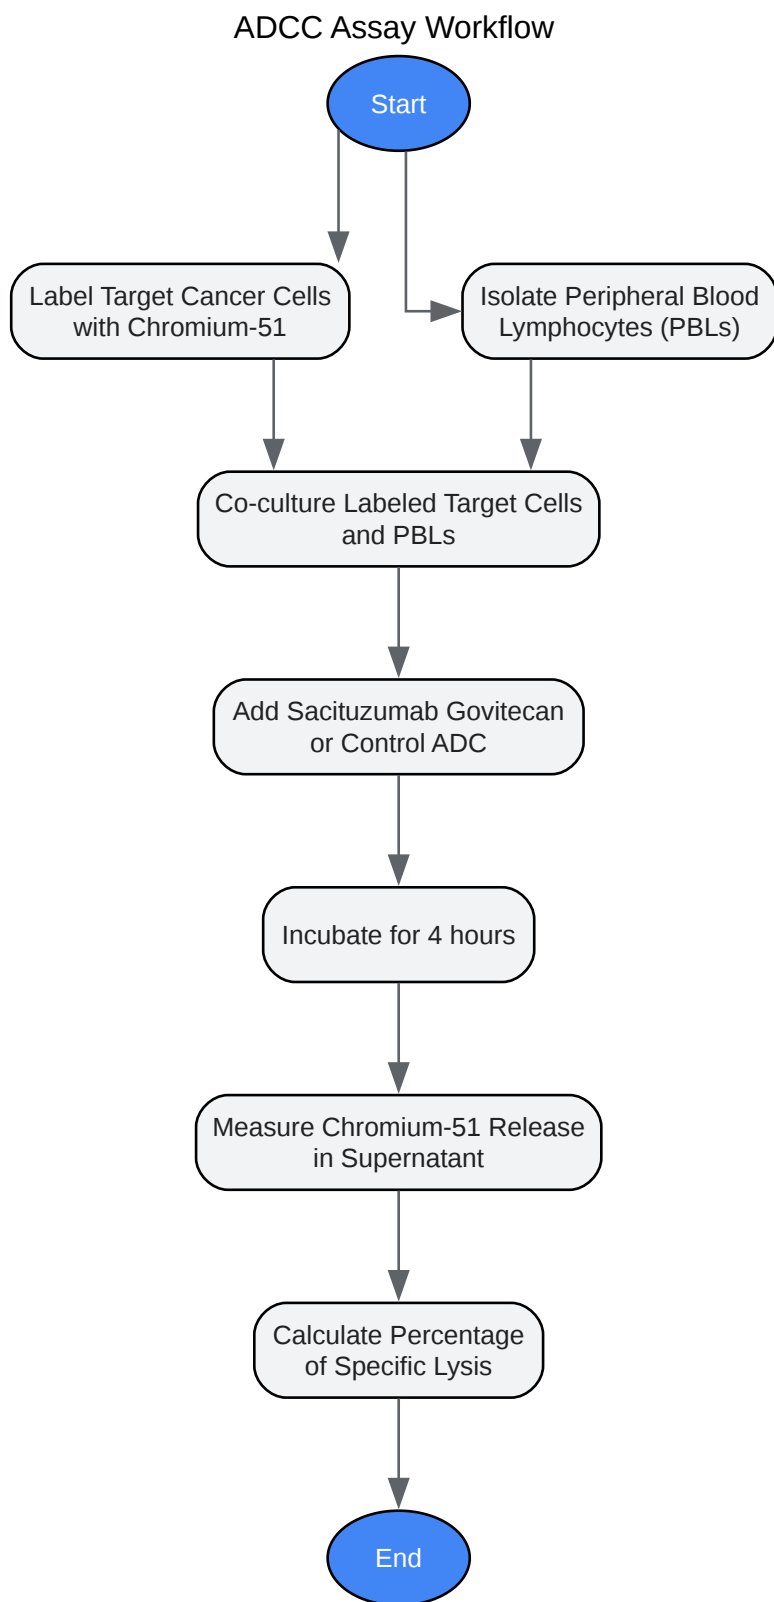 ADCC Assay Workflow
Start
Label Target Cancer Cells
with Chromium-51
Isolate Peripheral Blood
Lymphocytes (PBLs)
Co-culture Labeled Target Cells
and PBLs
Add Sacituzumab Govitecan
or Control ADC
Incubate for 4 hours
Measure Chromium-51 Release
in Supernatant
Calculate Percentage
of Specific Lysis
End